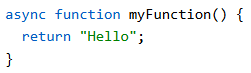 async function myFunction() {
  return "Hello";
}